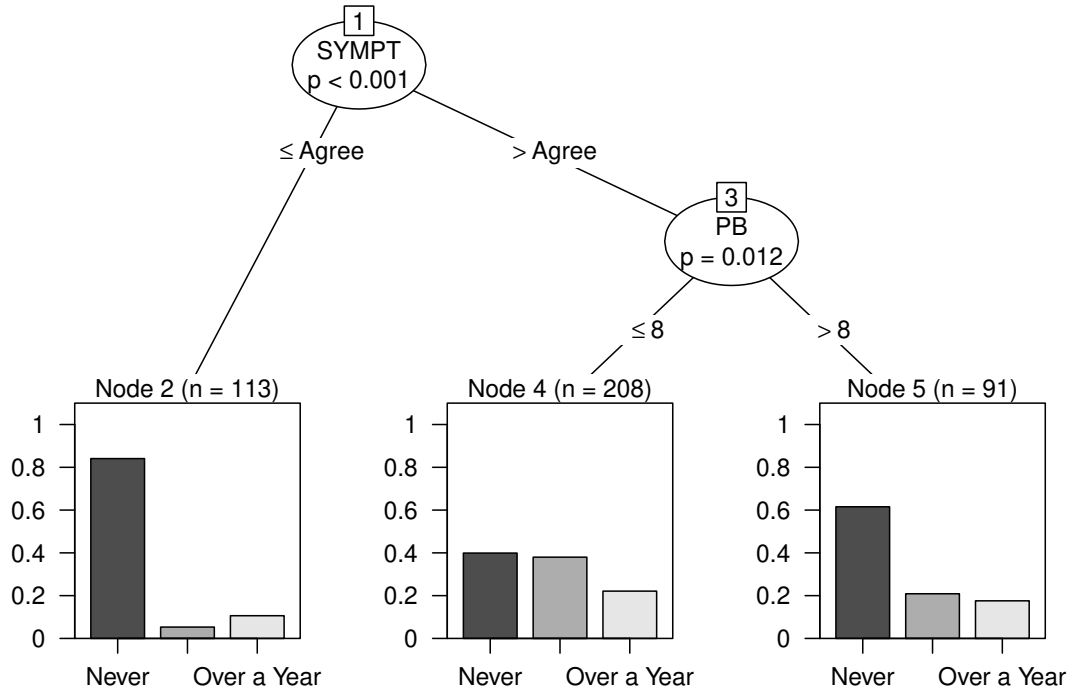 1
SYMPT
p < 0.001
≤ Agree
> Agree
3
PB
p = 0.012
≤ 8
> 8
Node 2 (n = 113)
1
0.8
0.6
0.4
0.2
0
Never
Over a Year
Node 4 (n = 208)
1
0.8
0.6
0.4
0.2
0
Never
Over a Year
Node 5 (n = 91)
1
0.8
0.6
0.4
0.2
0
Never
Over a Year